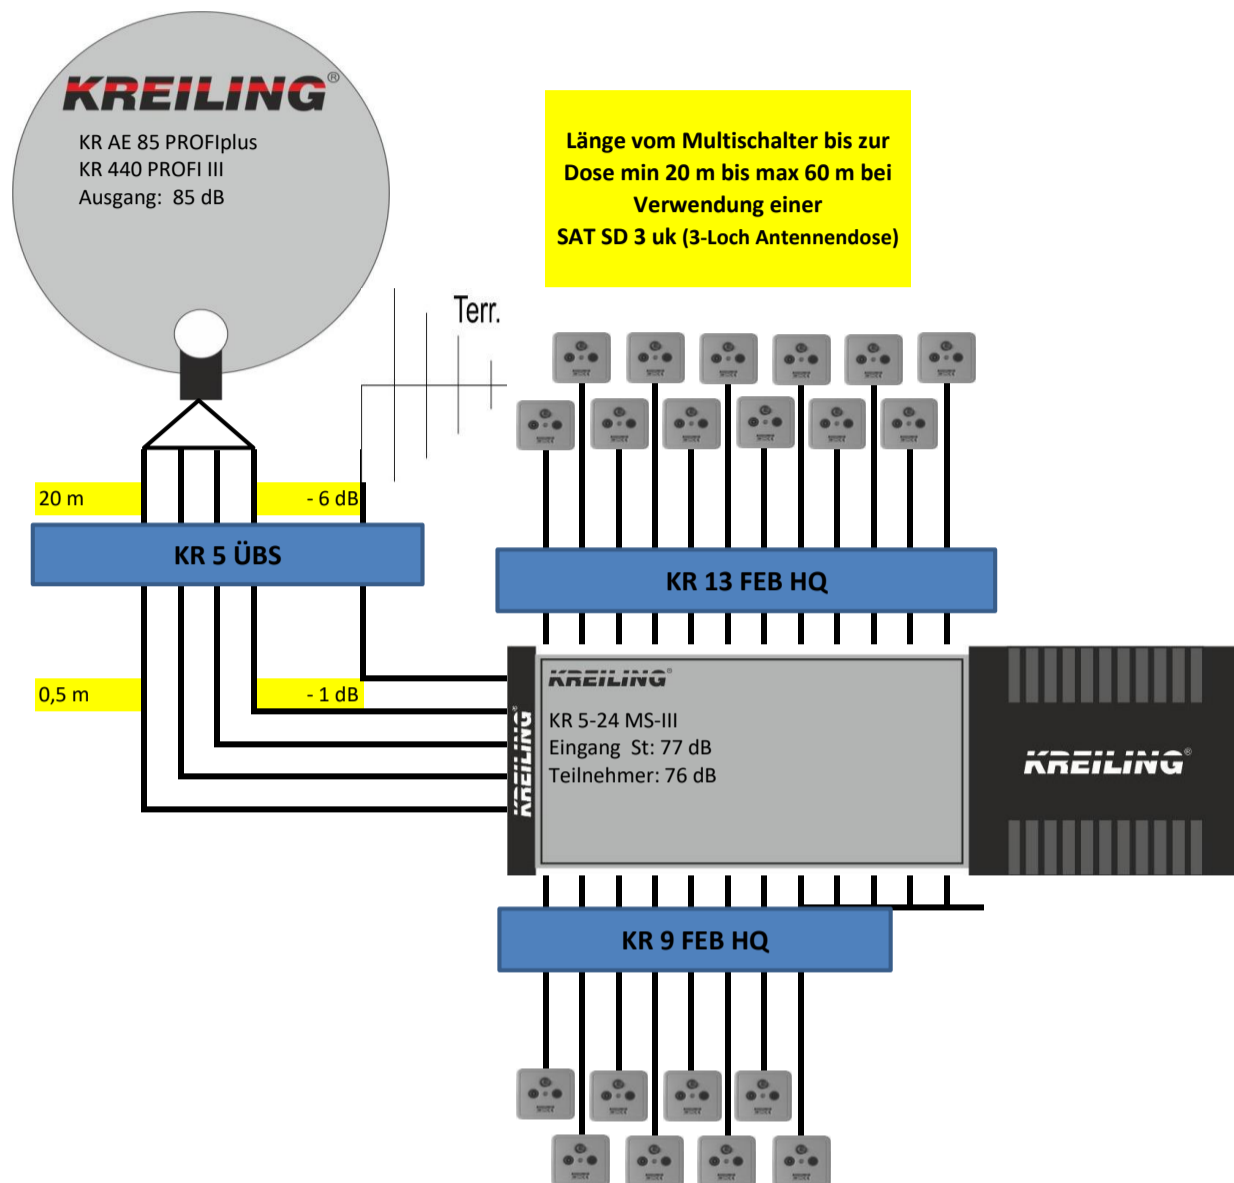 KREILING®
KR AE 85 PROFIplus
KR 440 PROFI III
Ausgang: 85 dB
Länge vom Multischalter bis zur
Dose min 20 m bis max 60 m bei
Verwendung einer
SAT SD 3 uk (3-Loch Antennendose)
Terr.
20 m
- 6 dB
KR 5 ÜBS
KR 13 FEB HQ
0,5 m
- 1 dB
KREILING
KREILING®
KR 5-24 MS-III
Eingang St: 77 dB
Teilnehmer: 76 dB
KREILING®
KR 9 FEB HQ